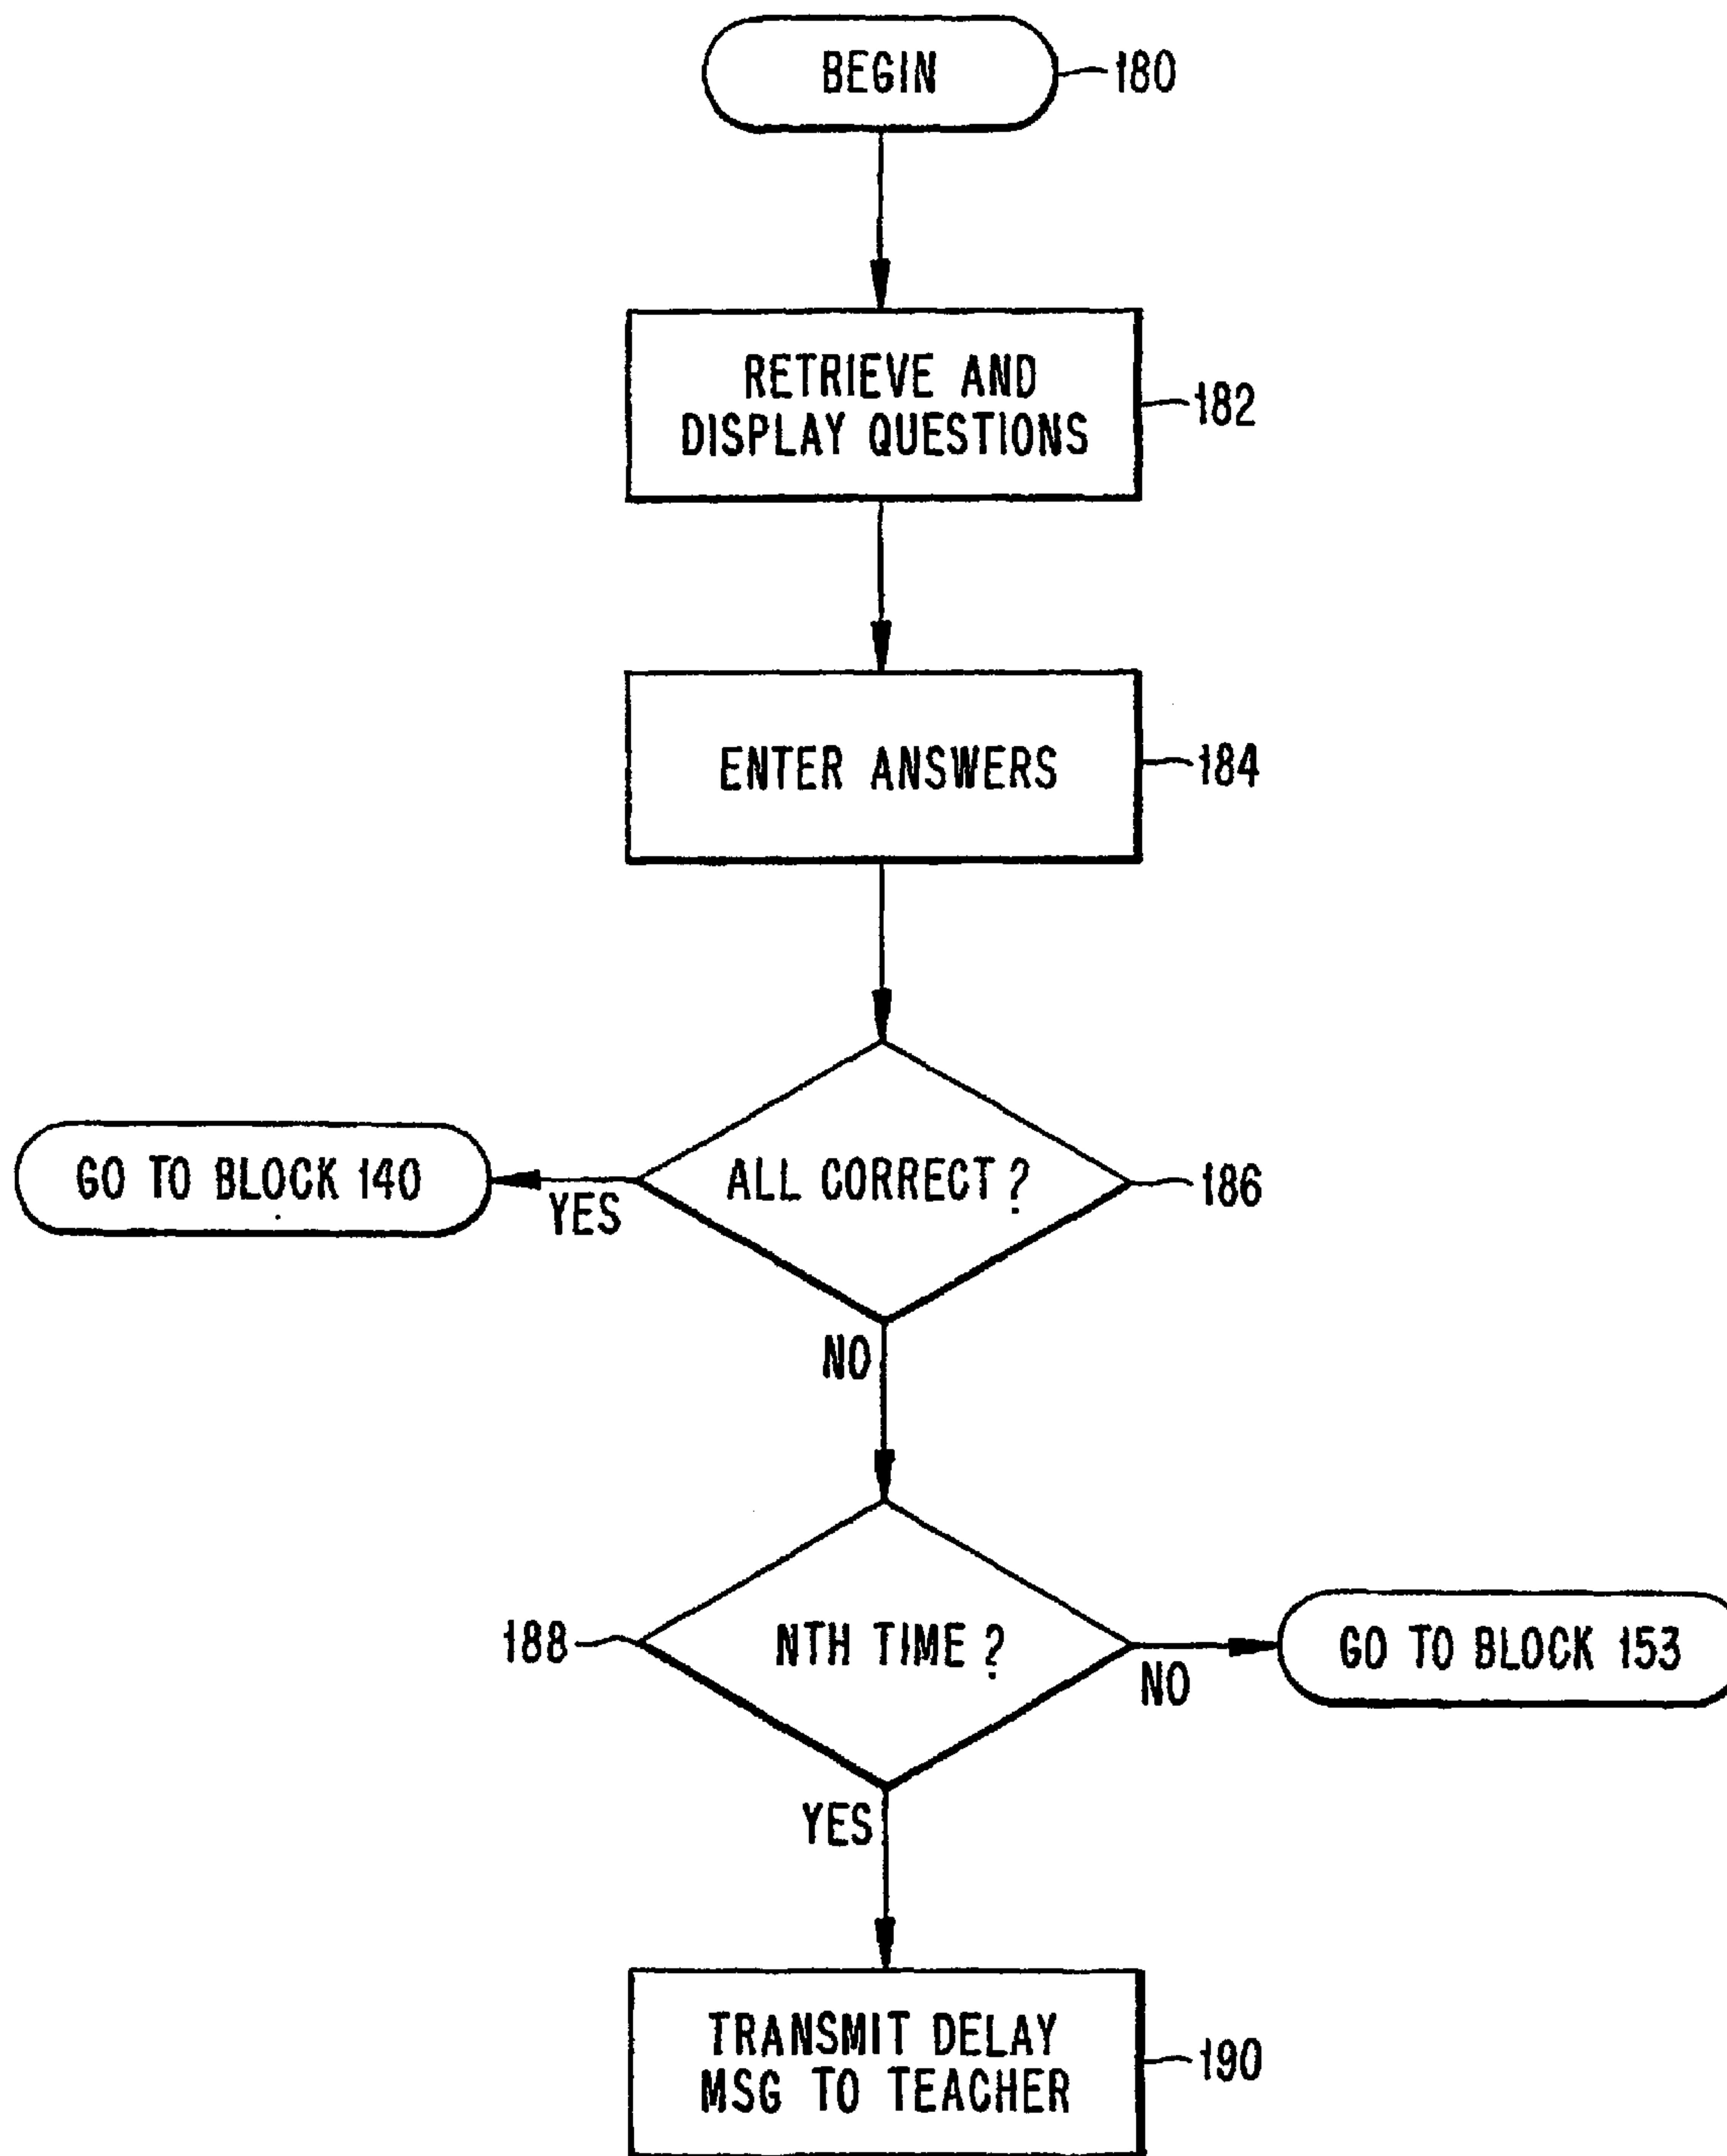 BEGIN
180
RETRIEVE AND
DISPLAY QUESTIONS
182
ENTER ANSWERS
184
GO TO BLOCK 140
YES
ALL CORRECT?
186
NO
188
NTH TIME?
NO
GO TO BLOCK 153
YES
TRANSMIT DELAY
MSG TO TEACHER
190